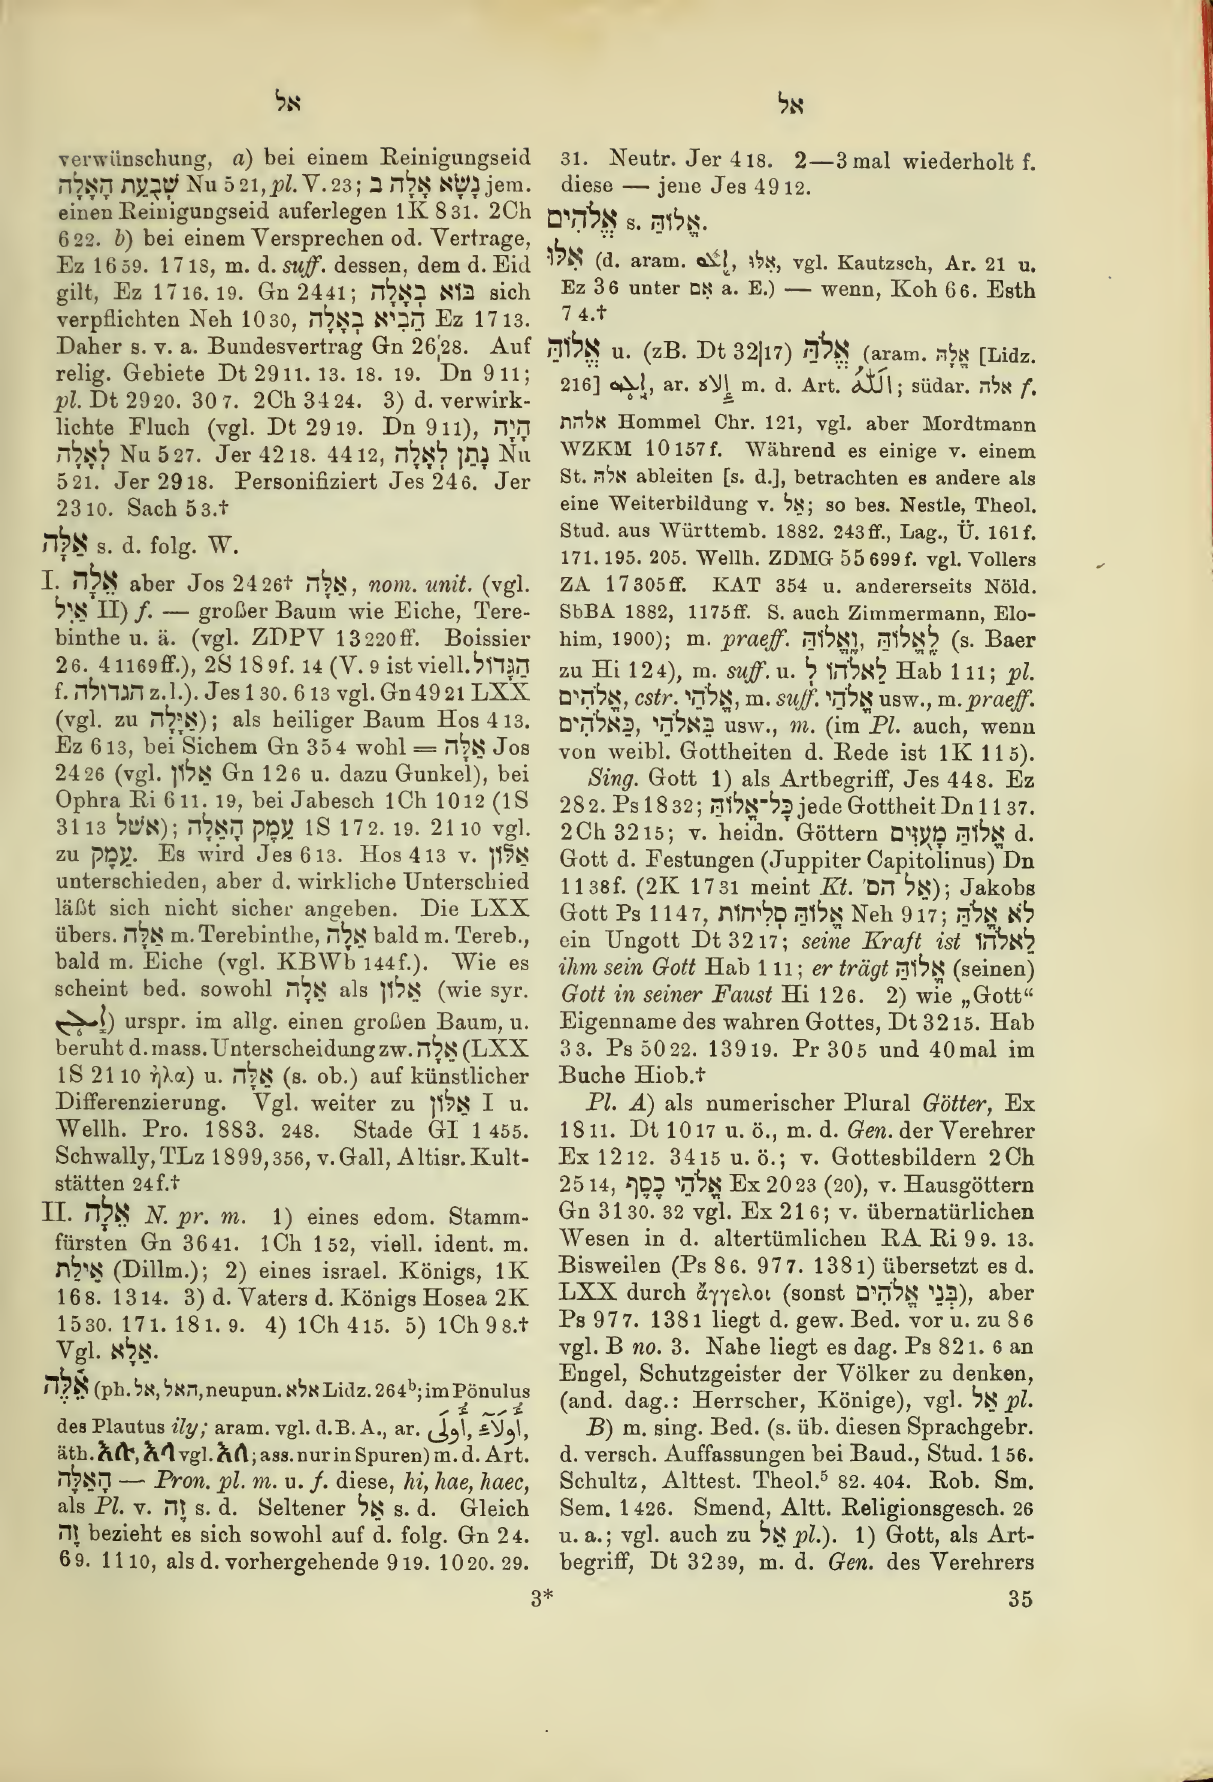 אל
verwünschung, a) bei einem Reinigungseid
שְׁבֻעַת הָאָלָה Nu 5 21, pl. V. 23; נָשָׂא אָלָה ב jem.
einen Reinigungseid auferlegen 1K 8 31. 2Ch
6 22. b) bei einem Versprechen od. Vertrage,
Ez 16 59. 17 18, m. d. suff. dessen, dem d. Eid
gilt, Ez 17 16. 19. Gn 24 41; בּוֹא בְאָלָה sich
verpflichten Neh 10 30, הֵבִיא בְאָלָה Ez 17 13.
Daher s. v. a. Bundesvertrag Gn 26 28. Auf
relig. Gebiete Dt 29 11. 13. 18. 19. Dn 9 11;
pl. Dt 29 20. 30 7. 2Ch 34 24. 3) d. verwirk-
lichte Fluch (vgl. Dt 29 19. Dn 9 11), הָיָה
לְאָלָה Nu 5 27. Jer 42 18. 44 12, נָתַן לְאָלָה Nu
5 21. Jer 29 18. Personifiziert Jes 24 6. Jer
23 10. Sach 5 3.†
אַלָּה s. d. folg. W.
I. אֵלָה aber Jos 24 26† אַלָּה, nom. unit. (vgl.
אַיִל II) f. — großer Baum wie Eiche, Tere-
binthe u. ä. (vgl. ZDPV 13 220ff. Boissier
26. 4 1169ff.), 2S 18 9f. 14 (V. 9 ist viell. הַגָּדוֹל
f. הגדולה z. l.). Jes 1 30. 6 13 vgl. Gn 49 21 LXX
(vgl. zu אַיָּלָה); als heiliger Baum Hos 4 13.
Ez 6 13, bei Sichem Gn 35 4 wohl = אַלָּה Jos
24 26 (vgl. אֵלוֹן Gn 12 6 u. dazu Gunkel), bei
Ophra Ri 6 11. 19, bei Jabesch 1Ch 10 12 (1S
31 13 אשל); עֵמֶק הָאֵלָה 1S 17 2. 19. 21 10 vgl.
zu עֵמֶק. Es wird Jes 6 13. Hos 4 13 v. אַלּוֹן
unterschieden, aber d. wirkliche Unterschied
läßt sich nicht sicher angeben. Die LXX
übers. אֵלָה m. Terebinthe, אַלָּה bald m. Tereb.,
bald m. Eiche (vgl. KBWb 144f.). Wie es
scheint bed. sowohl אֵלָה als אֵלוֹן (wie syr.
ܐܝܠܢܐ) urspr. im allg. einen großen Baum, u.
beruht d. mass. Unterscheidung zw. אֵלָה (LXX
1S 21 10 ἠλα) u. אַלָּה (s. ob.) auf künstlicher
Differenzierung. Vgl. weiter zu אֵלוֹן I u.
Wellh. Pro. 1883. 248. Stade GI 1 455.
Schwally, TLz 1899, 356, v. Gall, Altisr. Kult-
stätten 24f.†
II. אֵלָה N. pr. m. 1) eines edom. Stamm-
fürsten Gn 36 41. 1Ch 1 52, viell. ident. m.
אֵילַת (Dillm.); 2) eines israel. Königs, 1K
16 8. 13 14. 3) d. Vaters d. Königs Hosea 2K
15 30. 17 1. 18 1. 9. 4) 1Ch 4 15. 5) 1Ch 9 8.†
Vgl. אֵלָא.
אֵלֶּה (ph. אל, האל, neupun. אלא Lidz. 264ᵇ; im Pönulus
des Plautus ily; aram. vgl. d. B. A., ar. أُولَى, أُولَاءِ,
äth. እሉ, እላ vgl. እለ; ass. nur in Spuren) m. d. Art.
הָאֵלֶּה — Pron. pl. m. u. f. diese, hi, hae, haec,
als Pl. v. זֶה s. d. Seltener אֵל s. d. Gleich
זֶה bezieht es sich sowohl auf d. folg. Gn 2 4.
6 9. 11 10, als d. vorhergehende 9 19. 10 20. 29.
3*
אל
31. Neutr. Jer 4 18. 2—3 mal wiederholt f.
diese — jene Jes 49 12.
אֱלֹהִים s. אֱלוֹהַּ.
אִלּוּ (d. aram. ܐܠܘ, אלו, vgl. Kautzsch, Ar. 21 u.
Ez 3 6 unter אִם a. E.) — wenn, Koh 6 6. Esth
7 4.†
אֱלוֹהַּ u. (zB. Dt 32|17) אֱלֹהַּ (aram. אֱלָהּ [Lidz.
216] ܐܠܗ, ar. إِلَاه m. d. Art. اَللّٰهُ; südar. אלה f.
אלהת Hommel Chr. 121, vgl. aber Mordtmann
WZKM 10 157f. Während es einige v. einem
St. אלה ableiten [s. d.], betrachten es andere als
eine Weiterbildung v. אֵל; so bes. Nestle, Theol.
Stud. aus Württemb. 1882. 243ff., Lag., Ü. 161f.
171. 195. 205. Wellh. ZDMG 55 699f. vgl. Vollers
ZA 17 305ff. KAT 354 u. andererseits Nöld.
SbBA 1882, 1175ff. S. auch Zimmermann, Elo-
him, 1900); m. praeff. וֶאֱלוֹהַּ, לֶאֱלוֹהַּ (s. Baer
zu Hi 12 4), m. suff. u. לְ לֵאלֹהוֹ Hab 1 11; pl.
אֱלֹהִים, cstr. אֱלֹהֵי, m. suff. אֱלֹהַי usw., m. praeff.
כֵּאלֹהִים, בֵּאלֹהַי usw., m. (im Pl. auch, wenn
von weibl. Gottheiten d. Rede ist 1K 11 5).
Sing. Gott 1) als Artbegriff, Jes 44 8. Ez
28 2. Ps 18 32; כָּל־אֱלוֹהַּ jede Gottheit Dn 11 37.
2Ch 32 15; v. heidn. Göttern אֱלוֹהַּ מָעֻזִּים d.
Gott d. Festungen (Juppiter Capitolinus) Dn
11 38f. (2K 17 31 meint Kt. אֱלֹ הס׳); Jakobs
Gott Ps 114 7, אֱלוֹהַּ סְלִיחוֹת Neh 9 17; לֹא אֱלֹהַּ
ein Ungott Dt 32 17; seine Kraft ist לֵאלֹהוֹ
ihm sein Gott Hab 1 11; er trägt אֱלוֹהַּ (seinen)
Gott in seiner Faust Hi 12 6. 2) wie „Gott“
Eigenname des wahren Gottes, Dt 32 15. Hab
3 3. Ps 50 22. 139 19. Pr 30 5 und 40 mal im
Buche Hiob.†
Pl. A) als numerischer Plural Götter, Ex
18 11. Dt 10 17 u. ö., m. d. Gen. der Verehrer
Ex 12 12. 34 15 u. ö.; v. Gottesbildern 2Ch
25 14, אֱלֹהֵי כֶסֶף Ex 20 23 (20), v. Hausgöttern
Gn 31 30. 32 vgl. Ex 21 6; v. übernatürlichen
Wesen in d. altertümlichen RA Ri 9 9. 13.
Bisweilen (Ps 8 6. 97 7. 138 1) übersetzt es d.
LXX durch ἄγγελοι (sonst בְּנֵי אֱלֹהִים), aber
Ps 97 7. 138 1 liegt d. gew. Bed. vor u. zu 8 6
vgl. B no. 3. Nahe liegt es dag. Ps 82 1. 6 an
Engel, Schutzgeister der Völker zu denken,
(and. dag.: Herrscher, Könige), vgl. אֵל pl.
B) m. sing. Bed. (s. üb. diesen Sprachgebr.
d. versch. Auffassungen bei Baud., Stud. 1 56.
Schultz, Alttest. Theol.⁵ 82. 404. Rob. Sm.
Sem. 1 426. Smend, Altt. Religionsgesch. 26
u. a.; vgl. auch zu אֵל pl.). 1) Gott, als Art-
begriff, Dt 32 39, m. d. Gen. des Verehrers
35